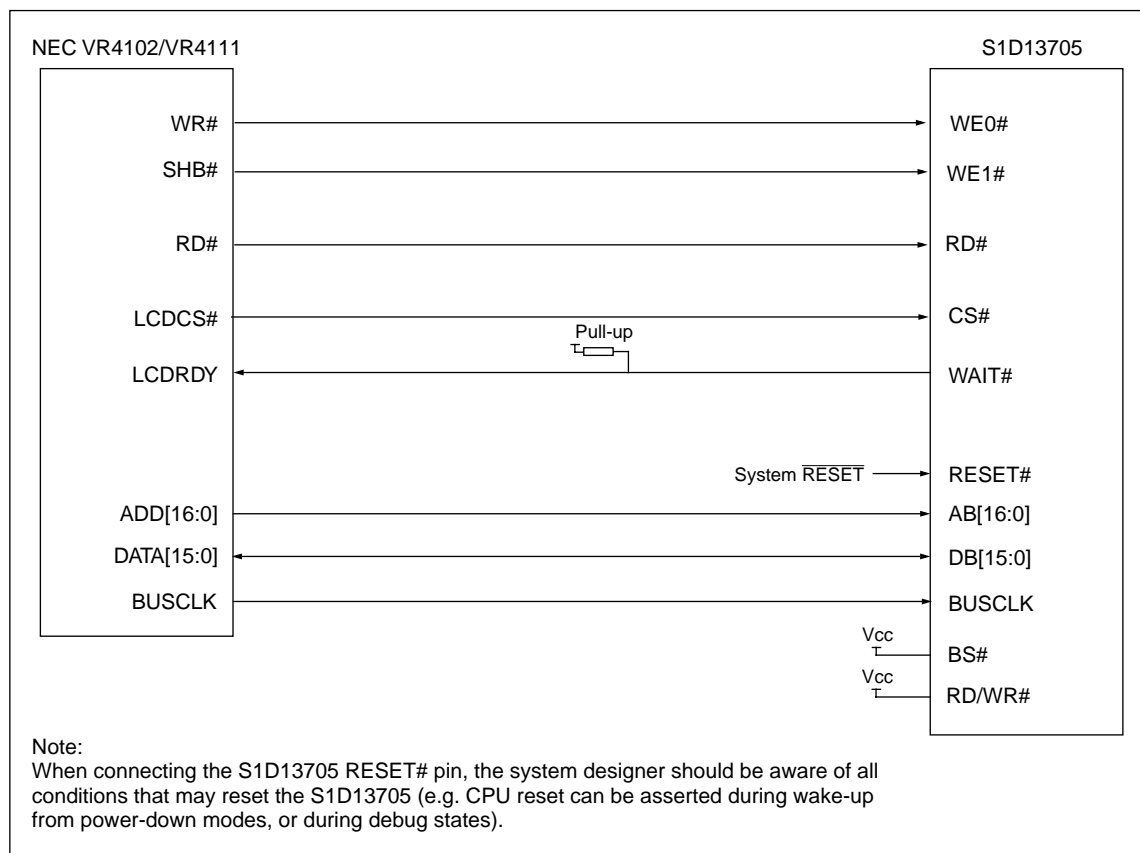 NEC VR4102/VR4111 S1D13705
WR# WE0#
SHB# WE1#
RD# RD#
LCDCS# CS#
Pull-up
LCDRDY WAIT#
System RESET RESET#
ADD[16:0] AB[16:0]
DATA[15:0] DB[15:0]
BUSCLK BUSCLK
Vcc
BS#
Vcc
RD/WR#
Note:
When connecting the S1D13705 RESET# pin, the system designer should be aware of all
conditions that may reset the S1D13705 (e.g. CPU reset can be asserted during wake-up
from power-down modes, or during debug states).